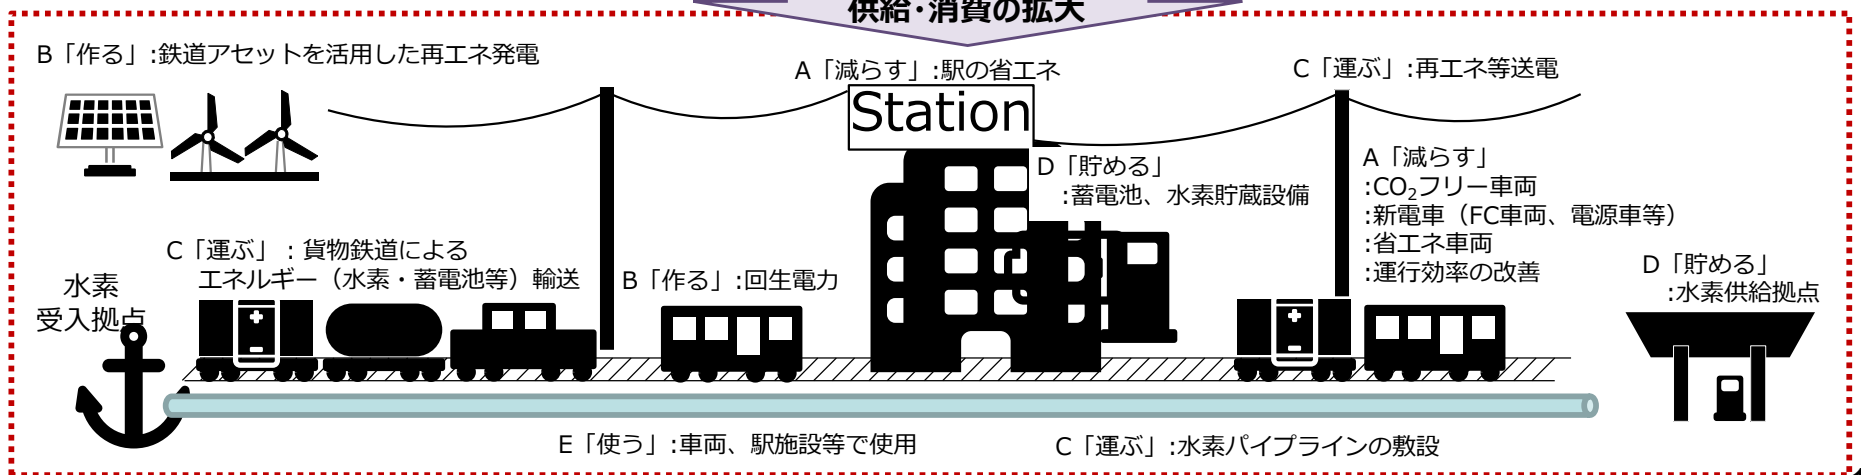 供給･消費の拡大
B「作る」:鉄道アセットを活用した再エネ発電
A「減らす」:駅の省エネ
C「運ぶ」:再エネ等送電
Station
D「貯める」
:蓄電池、水素貯蔵設備
A「減らす」
:CO₂フリー車両
:新電車（FC車両、電源車等）
:省エネ車両
:運行効率の改善
C「運ぶ」：貨物鉄道による
エネルギー（水素・蓄電池等）輸送
B「作る」:回生電力
水素
受入拠点
D「貯める」
:水素供給拠点
E「使う」:車両、駅施設等で使用
C「運ぶ」:水素パイプラインの敷設